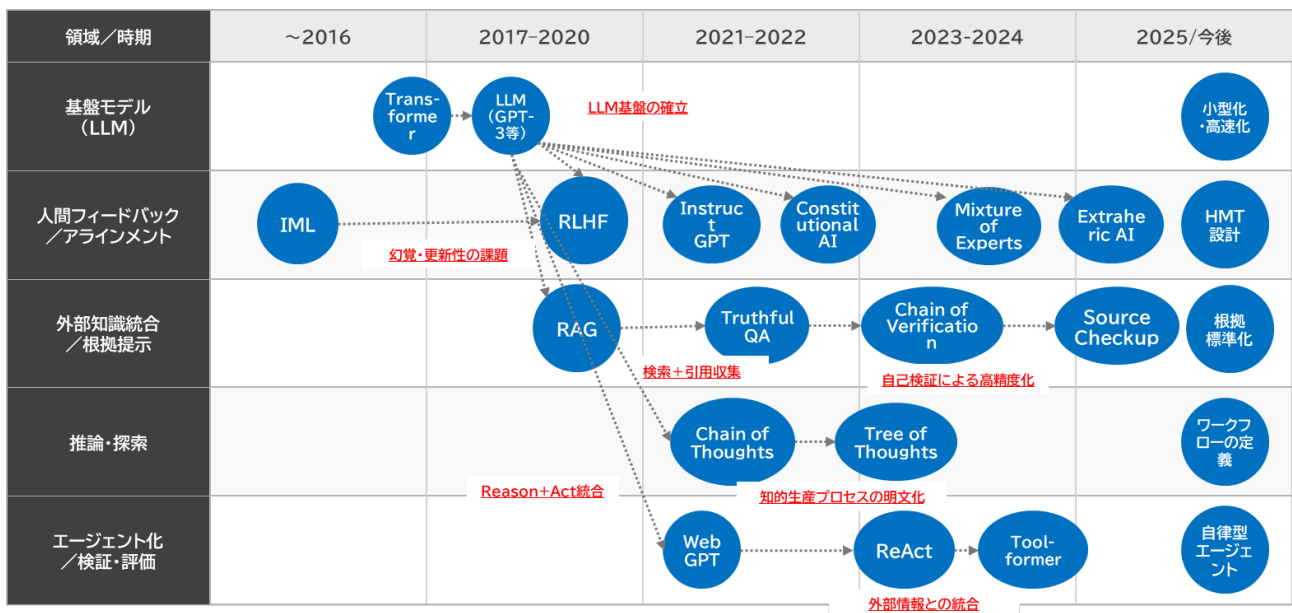 領域／時期
～2016
2017–2020
2021–2022
2023-2024
2025/今後
基盤モデル
（LLM）
Trans-
forme
r
LLM
（GPT-
3等）
LLM基盤の確立
小型化
・高速化
人間フィードバック
／アラインメント
IML
RLHF
Instruc
t
GPT
Constit
utional
AI
Mixture
of
Experts
Extrahe
ric AI
HMT
設計
幻覚・更新性の課題
外部知識統合
／根拠提示
RAG
Truthful
QA
Chain of
Verificatio
n
Source
Checkup
根拠
標準化
検索＋引用収集
自己検証による高精度化
推論・探索
Chain of
Thoughts
Tree of
Thoughts
ワークフ
ローの定
義
Reason+Act統合
知的生産プロセスの明文化
エージェント化
／検証・評価
Web
GPT
ReAct
Tool-
former
自律型
エージェ
ント
外部情報との統合